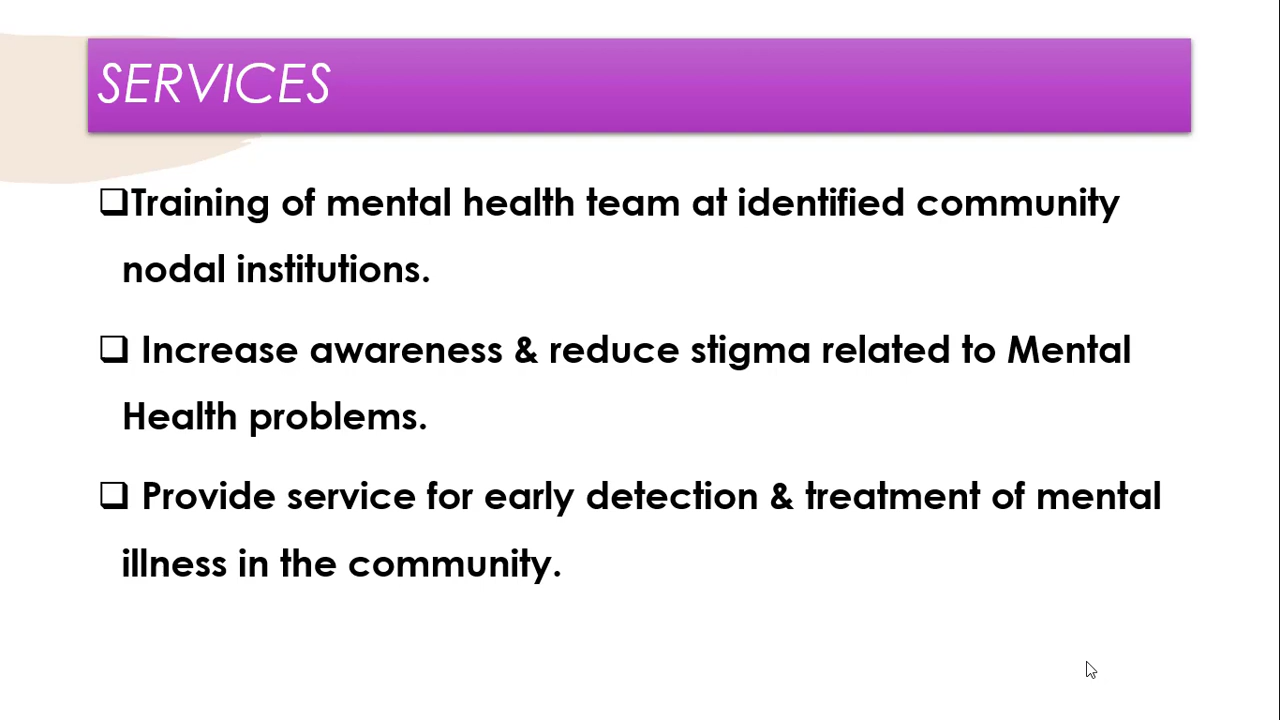 SERVICES
❑Training of mental health team at identified community
nodal institutions.
❑ Increase awareness & reduce stigma related to Mental
Health problems.
❑ Provide service for early detection & treatment of mental
illness in the community.